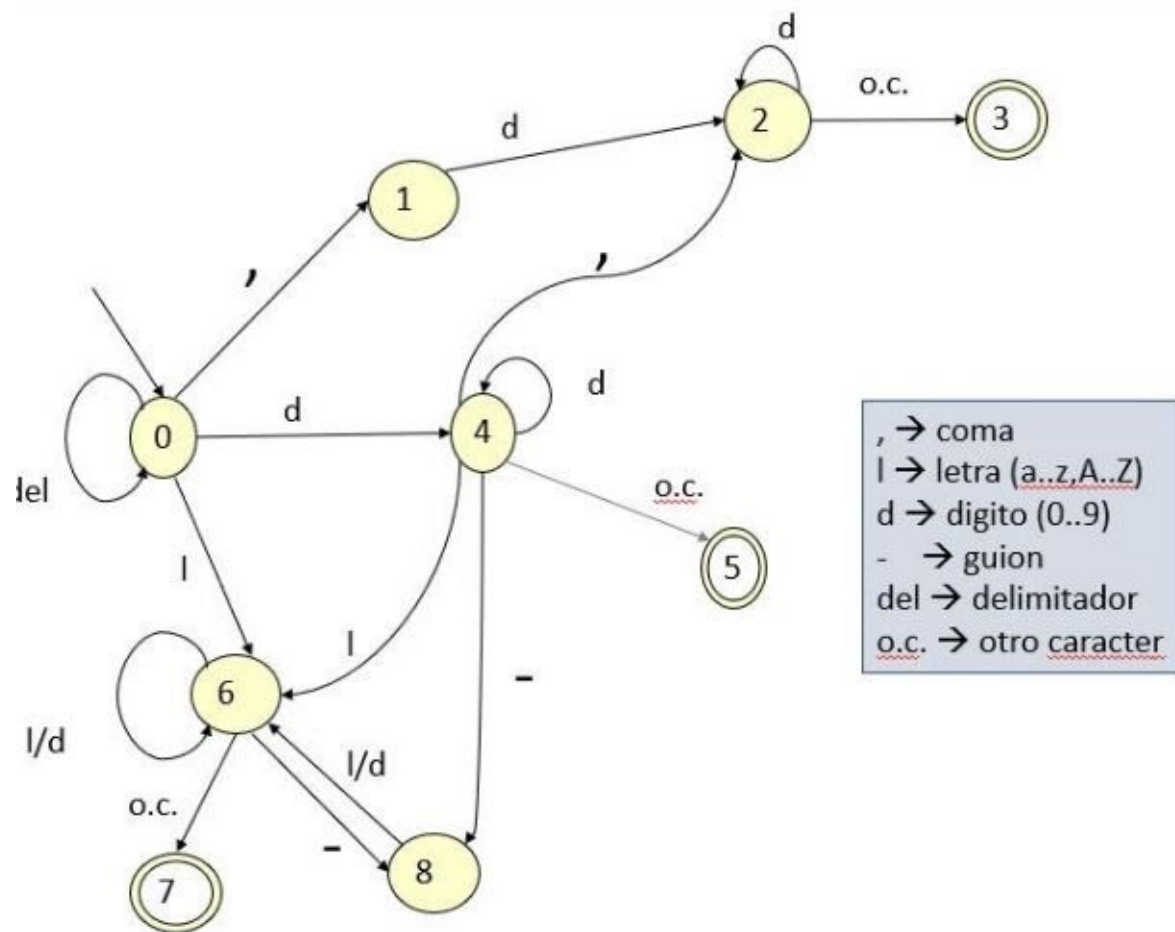 d
2
o.c.
3
d
1
,
,
0
d
4
d
del
l
o.c.
5
, → coma
l → letra (a..z,A..Z)
d → digito (0..9)
- → guion
del → delimitador
o.c. → otro caracter
6
l
-
l/d
l/d
o.c.
-
7
8